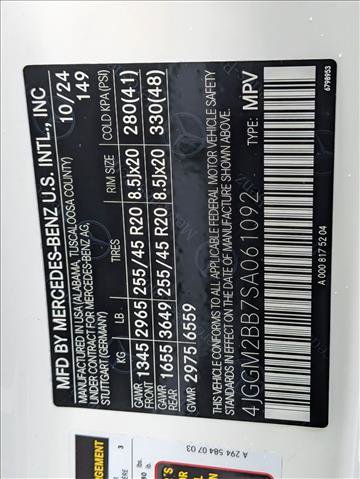 MFD BY MERCEDES-BENZ U.S. INTL., INC
MANUFACTURED IN USA (ALABAMA, TUSCALOOSA COUNTY)
UNDER CONTRACT FOR MERCEDES-BENZ AG,
STUTTGART (GERMANY)
10/24
149
KG LB TIRES RIM SIZE COLD KPA (PSI)
GAWR FRONT 1345 2965 255/45 R20 8.5Jx20 280(41)
GAWR REAR 1655 3649 255/45 R20 8.5Jx20 330(48)
GVWR 2975 6559
THIS VEHICLE CONFORMS TO ALL APPLICABLE FEDERAL MOTOR VEHICLE SAFETY
STANDARDS IN EFFECT ON THE DATE OF MANUFACTURE SHOWN ABOVE.
4JGGM2BB7SA061092 TYPE: MPV
A 000 817 52 04
6798953
A 294 584 07 03
AGEMENT
3
lb.